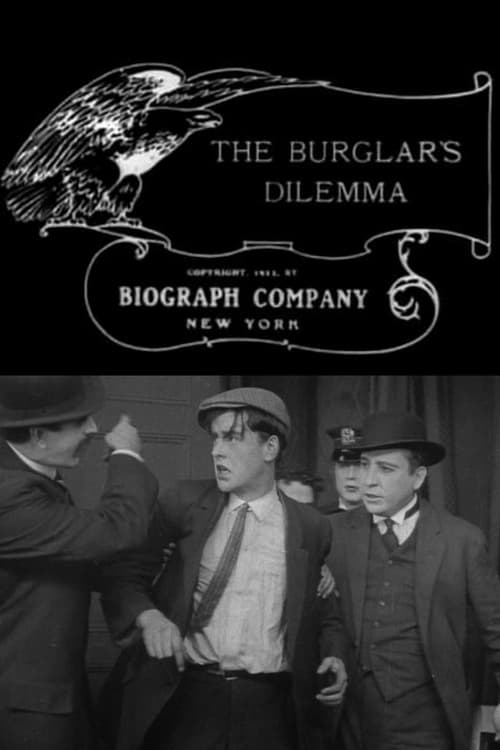 THE BURGLAR'S
DILEMMA
COPYRIGHT, 1912, BY
BIOGRAPH COMPANY
NEW YORK